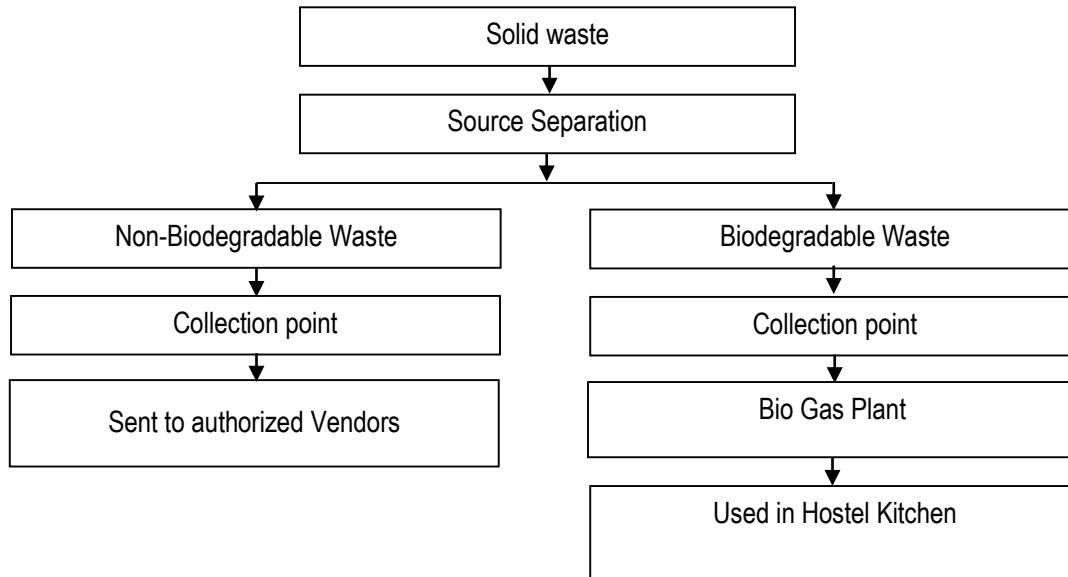 Solid waste
Source Separation
Non-Biodegradable Waste
Biodegradable Waste
Collection point
Collection point
Sent to authorized Vendors
Bio Gas Plant
Used in Hostel Kitchen